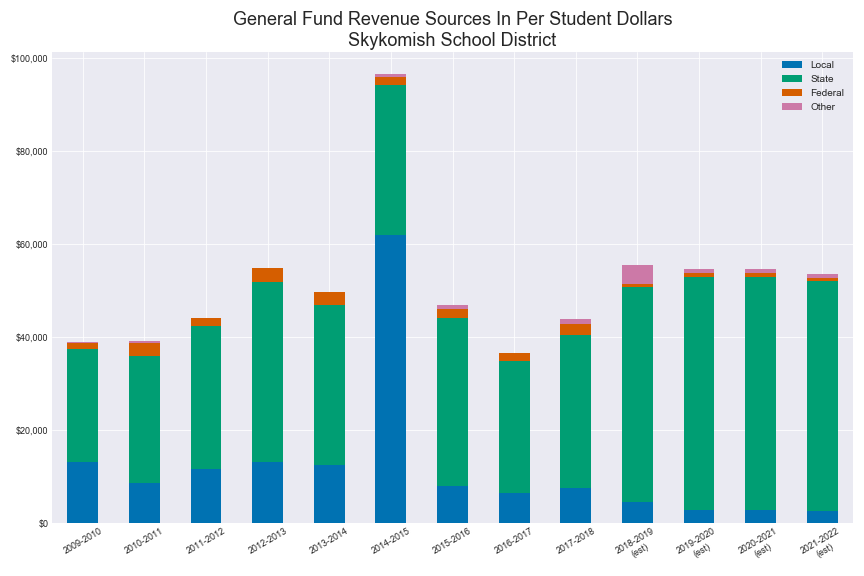 General Fund Revenue Sources In Per Student Dollars
Skykomish School District
$100,000
$80,000
$60,000
$40,000
$20,000
$0
Local
State
Federal
Other
2009-2010
2010-2011
2011-2012
2012-2013
2013-2014
2014-2015
2015-2016
2016-2017
2017-2018
2018-2019
(est)
2019-2020
(est)
2020-2021
(est)
2021-2022
(est)